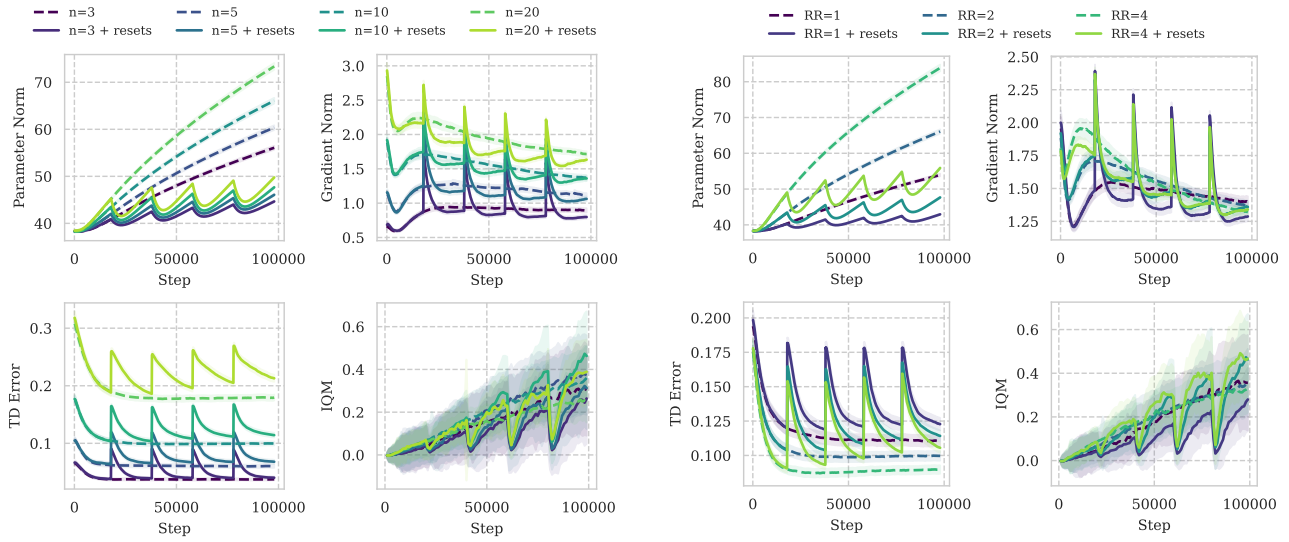 n=3
n=5
n=10
n=20
n=3 + resets
n=5 + resets
n=10 + resets
n=20 + resets
Parameter Norm
70
60
50
40
0
50000
100000
Step
Gradient Norm
3.0
2.5
2.0
1.5
1.0
0.5
0
50000
100000
Step
TD Error
0.3
0.2
0.1
0
50000
100000
Step
IQM
0.6
0.4
0.2
0.0
0
50000
100000
Step
RR=1
RR=2
RR=4
RR=1 + resets
RR=2 + resets
RR=4 + resets
Parameter Norm
80
70
60
50
40
0
50000
100000
Step
Gradient Norm
2.50
2.25
2.00
1.75
1.50
1.25
0
50000
100000
Step
TD Error
0.200
0.175
0.150
0.125
0.100
0
50000
100000
Step
IQM
0.6
0.4
0.2
0.0
0
50000
100000
Step